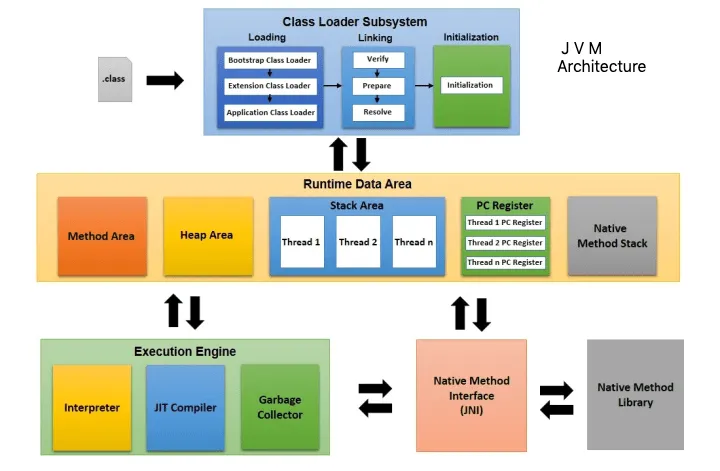 Class Loader Subsystem
J V M
Architecture
.class
Loading
Bootstrap Class Loader
Extension Class Loader
Application Class Loader
Linking
Verify
Prepare
Resolve
Initialization
Initialization
Runtime Data Area
Method Area
Heap Area
Stack Area
Thread 1
Thread 2
Thread n
PC Register
Thread 1 PC Register
Thread 2 PC Register
Thread n PC Register
Native
Method Stack
Execution Engine
Interpreter
JIT Compiler
Garbage
Collector
Native Method
Interface
(JNI)
Native Method
Library